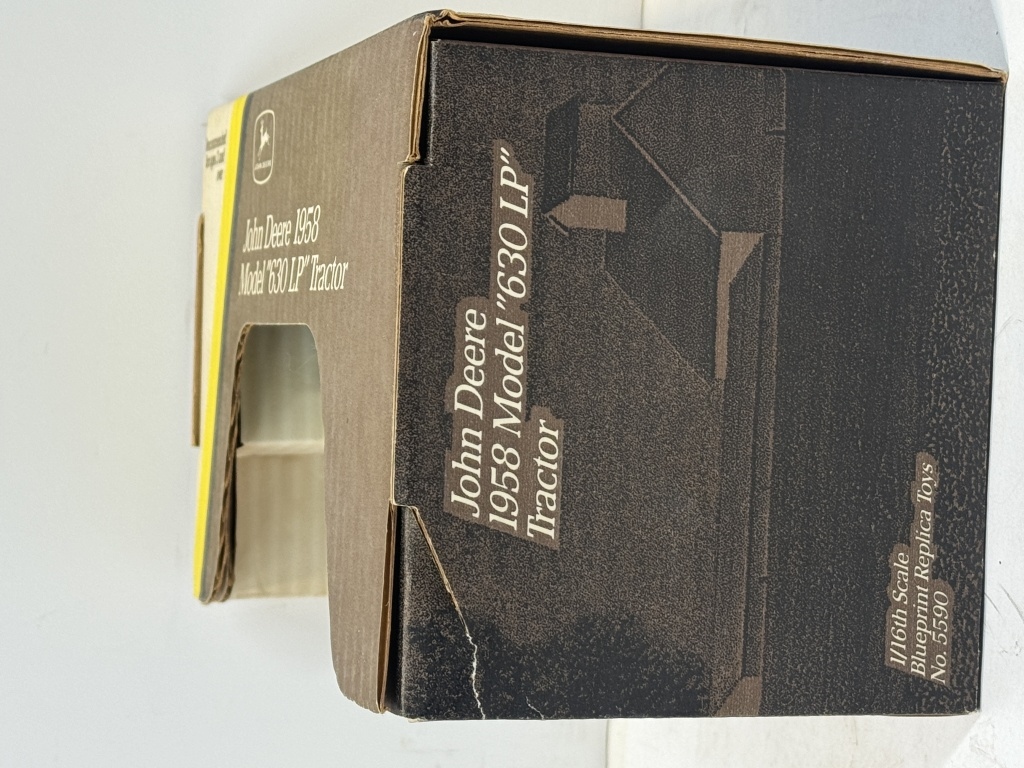 John Deere 1958
Model "630 LP" Tractor
John Deere
1958 Model "630 LP"
Tractor
1/16th Scale
Blueprint Replica Toys
No. 5590